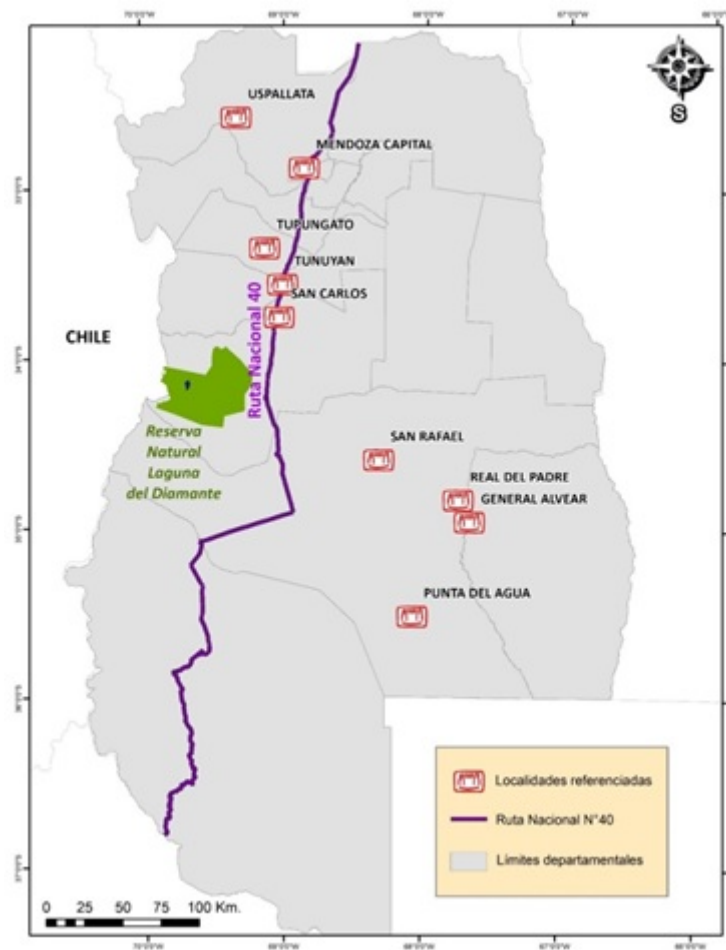 USPALLATA
MENDOZA CAPITAL
TUPUNGATO
TUNUYAN
SAN CARLOS
CHILE
Ruta Nacional 40
Reserva
Natural
Laguna
del Diamante
SAN RAFAEL
REAL DEL PADRE
GENERAL ALVEAR
PUNTA DEL AGUA
S
Localidades referenciadas
Ruta Nacional N°40
Límites departamentales
0 25 50 75 100 Km.